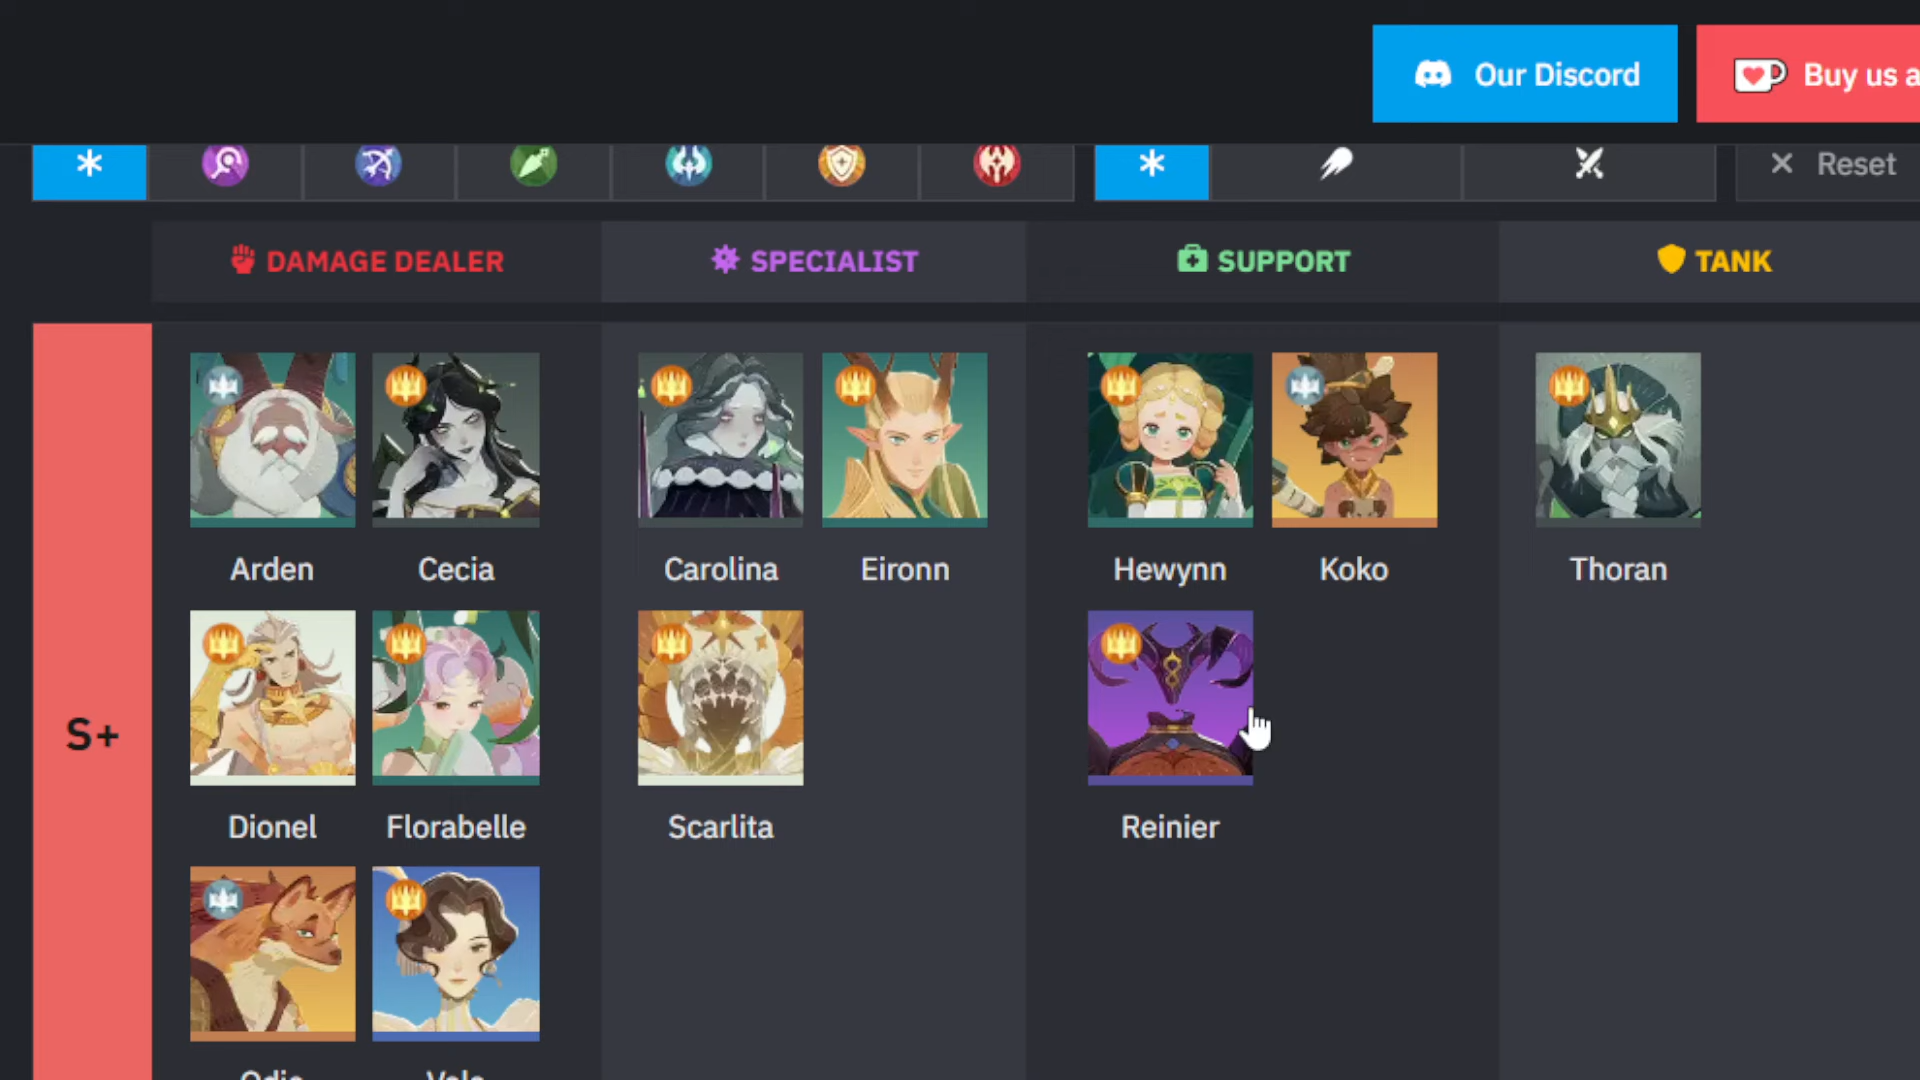 Our Discord
Buy us a
Reset
DAMAGE DEALER
SPECIALIST
SUPPORT
TANK
S+
Arden
Cecia
Carolina
Eironn
Hewynn
Koko
Thoran
Dionel
Florabelle
Scarlita
Reinier